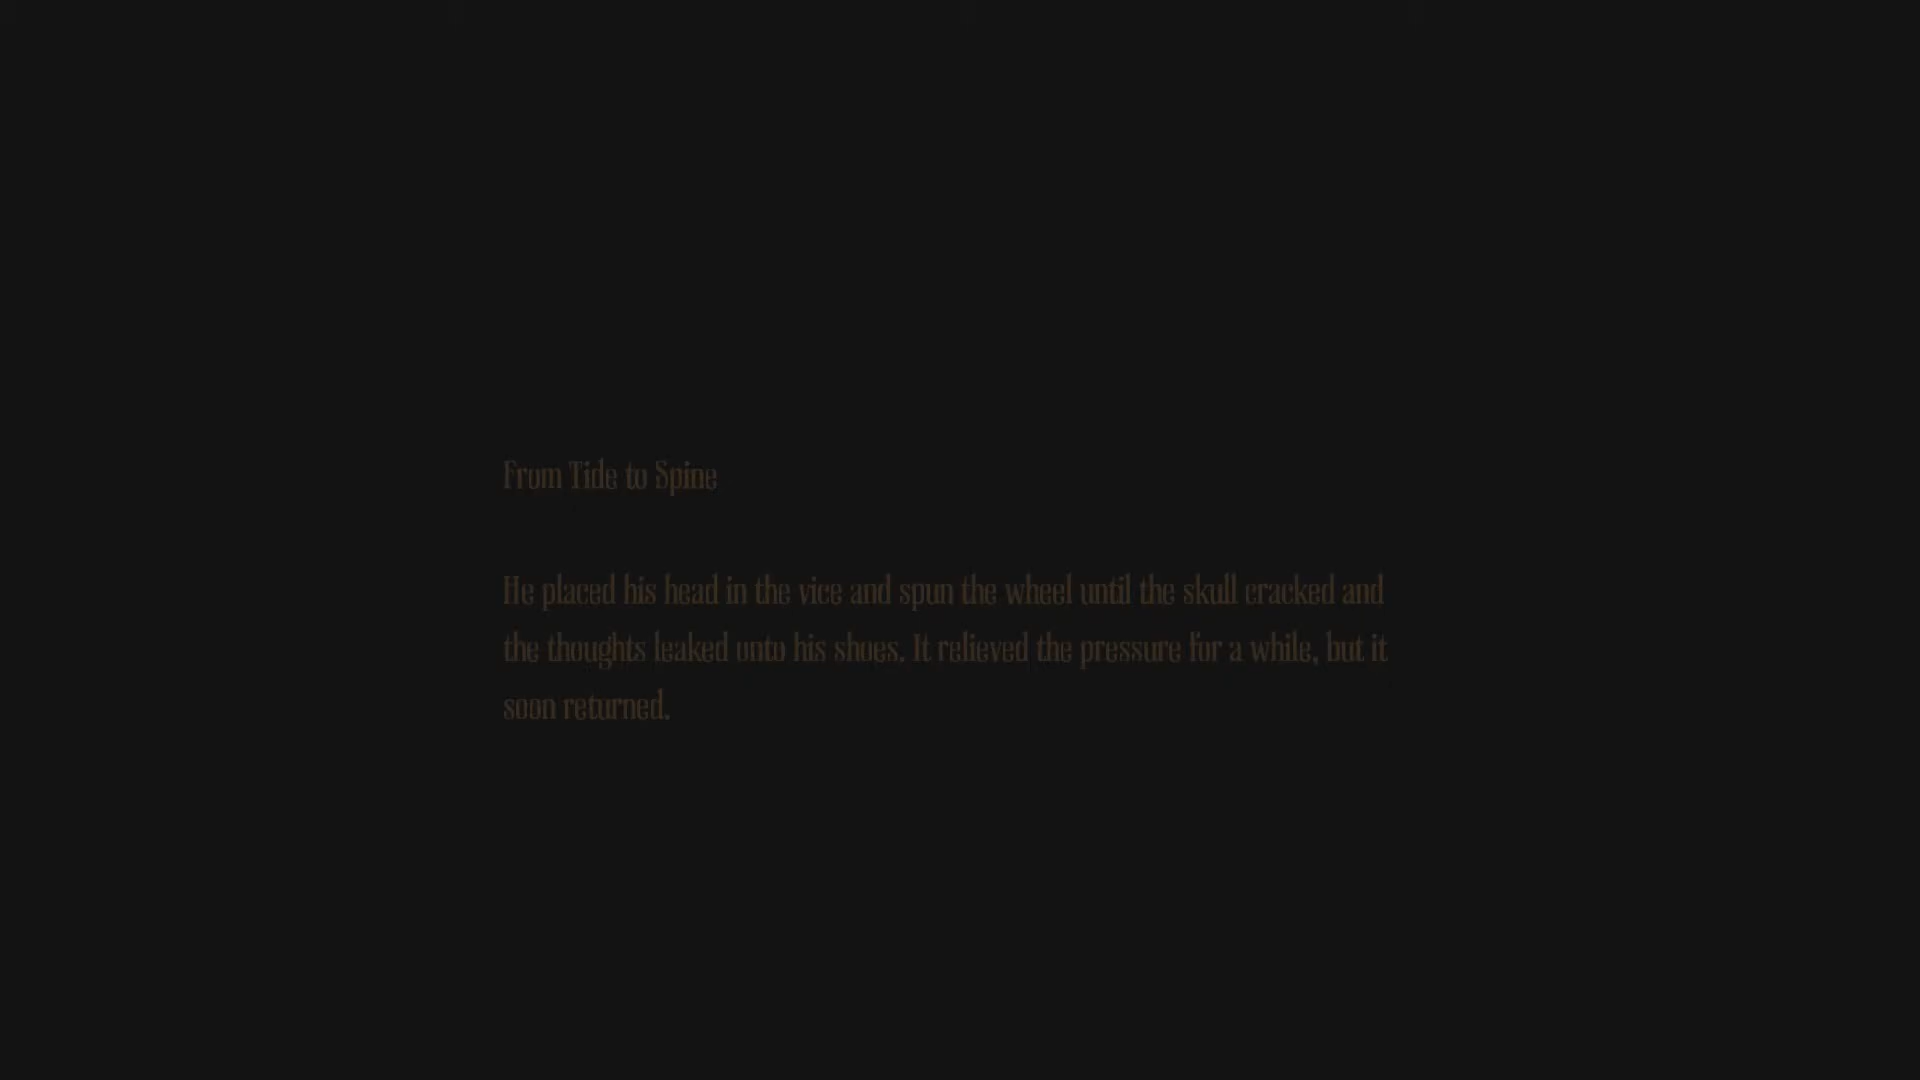 From Tide to Spine
He placed his head in the vice and spun the wheel until the skull cracked and
the thoughts leaked onto his shoes. It relieved the pressure for a while, but it
soon returned.